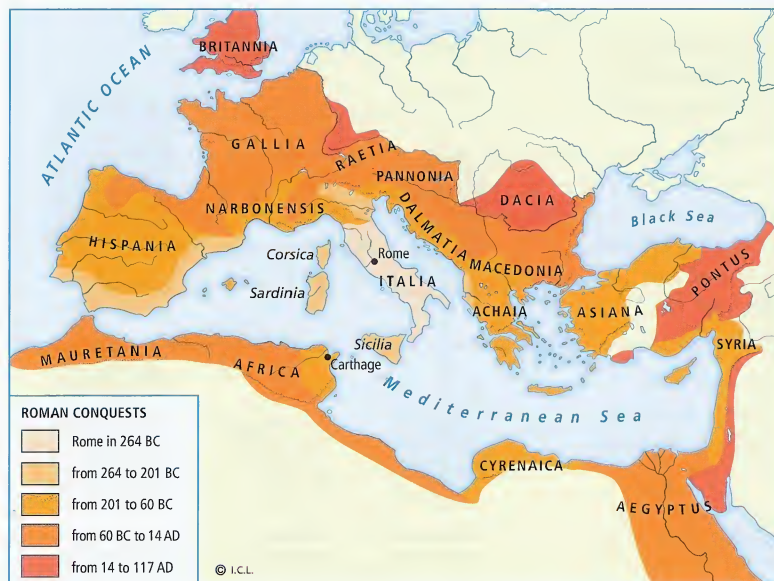 BRITANNIA
ATLANTIC OCEAN
GALLIA
RAETIA
PANNONIA
DACIA
NARBONENSIS
DALMATIA
Black Sea
HISPANIA
Corsica
Rome
ITALIA
MACEDONIA
PONTUS
Sardinia
ACHAIA
ASIANA
Sicilia
SYRIA
MAURETANIA
AFRICA
Carthage
Mediterranean Sea
CYRENAICA
AEGYPTUS
ROMAN CONQUESTS
Rome in 264 BC
from 264 to 201 BC
from 201 to 60 BC
from 60 BC to 14 AD
from 14 to 117 AD
© I.C.L.